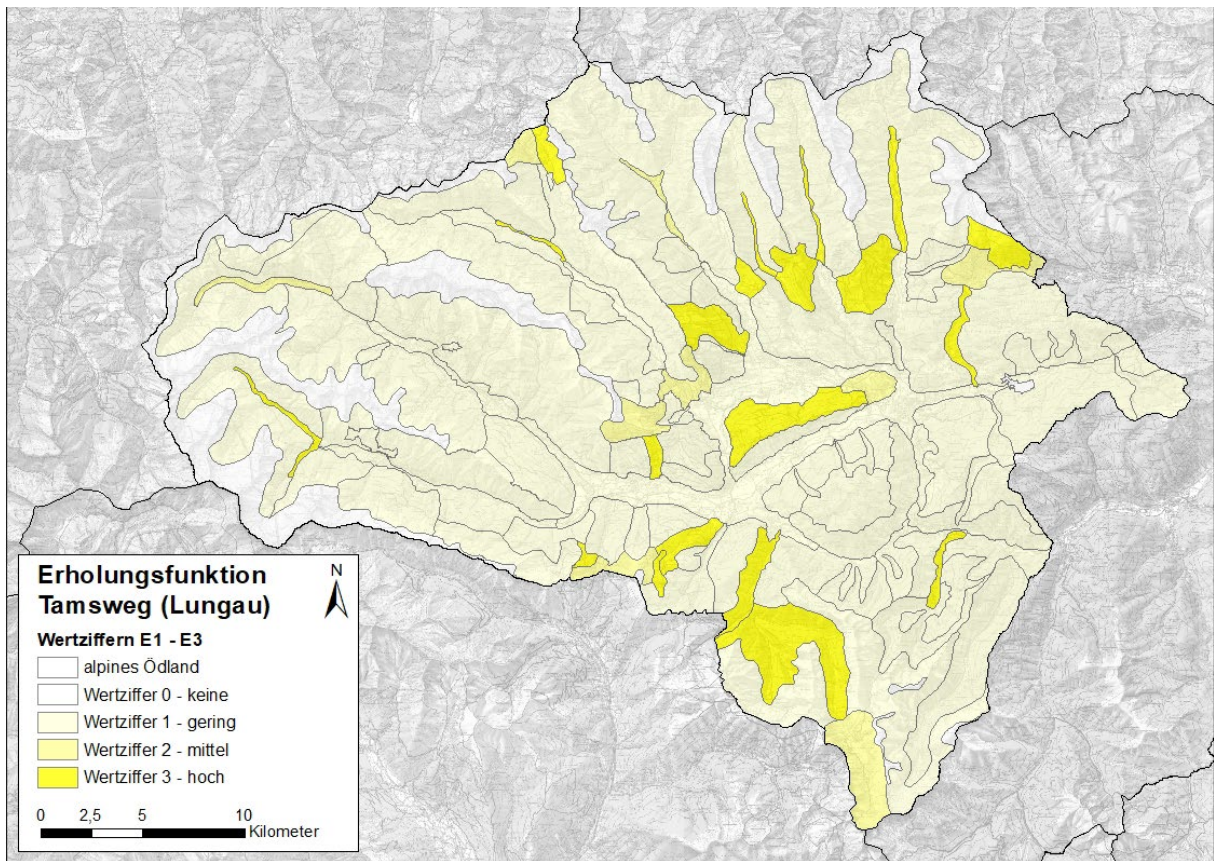 Erholungsfunktion
Tamsweg (Lungau)
N
Wertziffern E1 - E3
alpines Ödland
Wertziffer 0 - keine
Wertziffer 1 - gering
Wertziffer 2 - mittel
Wertziffer 3 - hoch
0 2,5 5 10
Kilometer